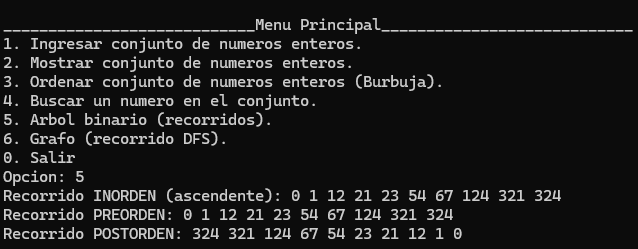 ____________________________Menu Principal____________________________
1. Ingresar conjunto de numeros enteros.
2. Mostrar conjunto de numeros enteros.
3. Ordenar conjunto de numeros enteros (Burbuja).
4. Buscar un numero en el conjunto.
5. Arbol binario (recorridos).
6. Grafo (recorrido DFS).
0. Salir
Opcion: 5
Recorrido INORDEN (ascendente): 0 1 12 21 23 54 67 124 321 324
Recorrido PREORDEN: 0 1 12 21 23 54 67 124 321 324
Recorrido POSTORDEN: 324 321 124 67 54 23 21 12 1 0